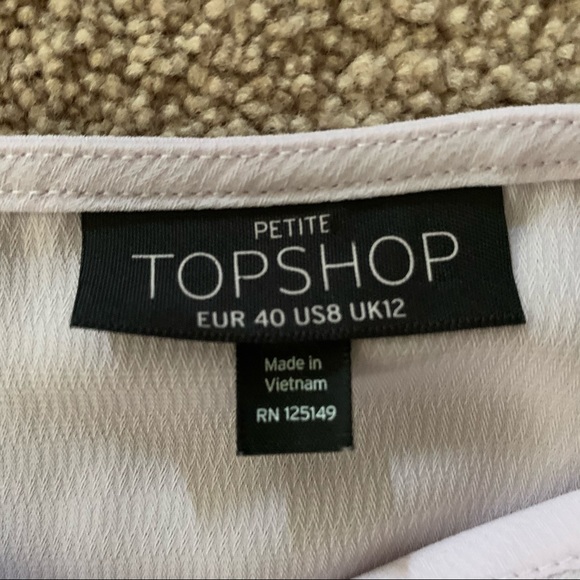 PETITE
TOPSHOP
EUR 40 US8 UK12
Made in
Vietnam
RN 125149